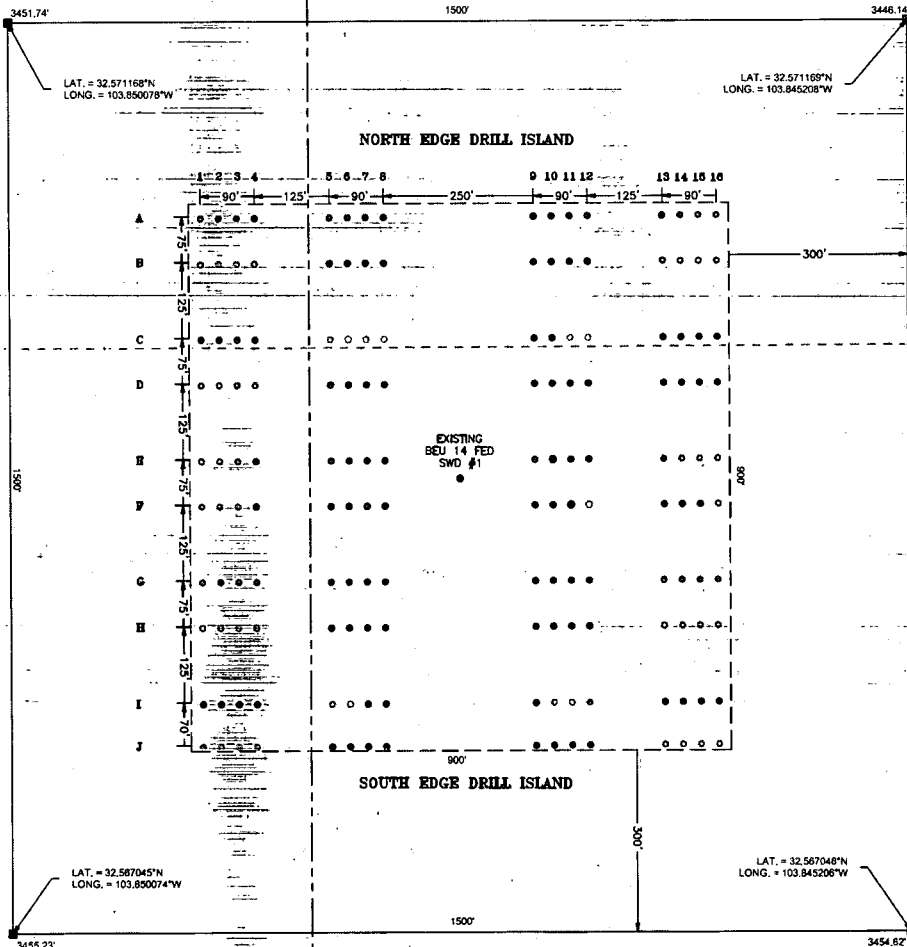 3451.74'
1500'
3446.14'
LAT. = 32.571168°N
LONG. = 103.850078°W
LAT. = 32.571169°N
LONG. = 103.845208°W
NORTH EDGE DRILL ISLAND
1 2 3 4 5 6 7 8 9 10 11 12 13 14 15 16
90' 125' 90' 250' 90' 125' 90'
A
75'
B
300'
125'
C
75'
D
125'
EXISTING
BEU 14 FED
SWD #1
E
1500'
75'
900'
F
125'
G
75'
H
125'
I
70'
J
900'
SOUTH EDGE DRILL ISLAND
300'
LAT. = 32.567045°N
LONG. = 103.850074°W
LAT. = 32.567048°N
LONG. = 103.845206°W
1500'
3455.23'
3454.62'